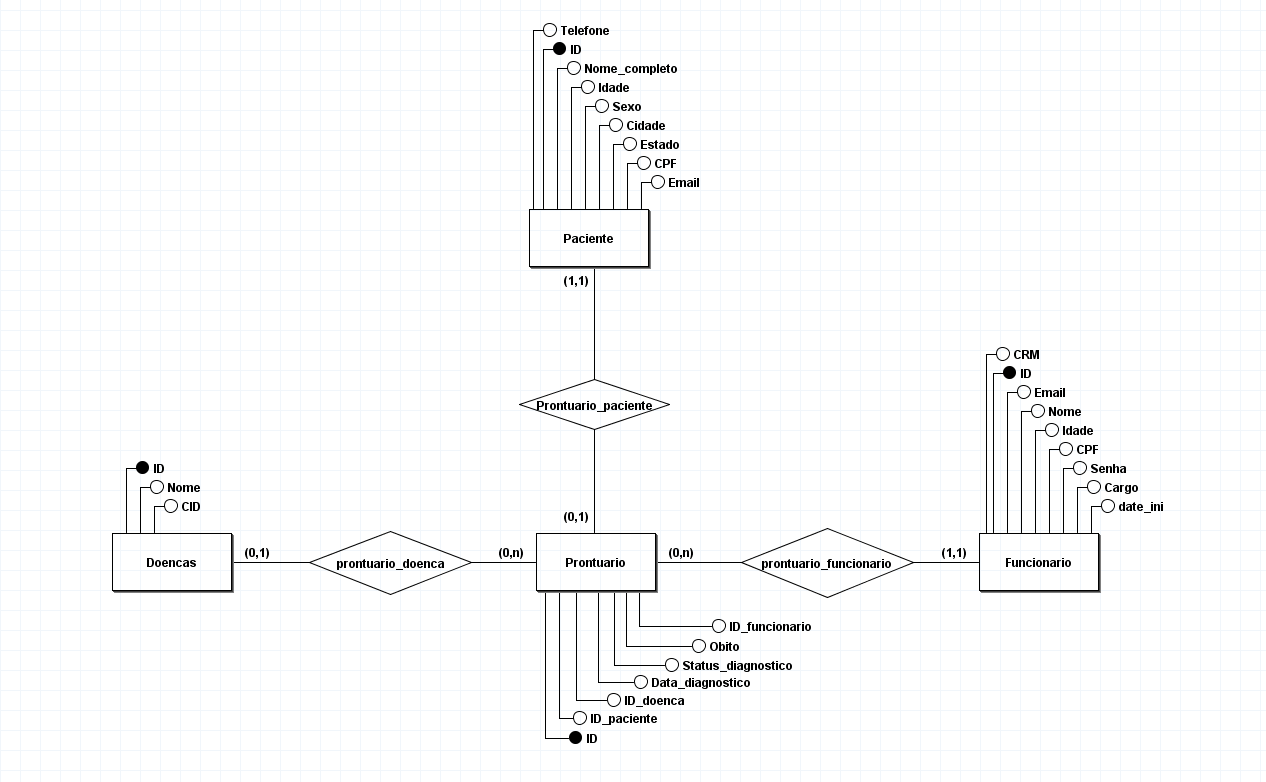 Telefone
ID
Nome_completo
Idade
Sexo
Cidade
Estado
CPF
Email
Paciente
(1,1)
CRM
ID
Email
Nome
Idade
CPF
Senha
Cargo
date_ini
Prontuario_paciente
ID
Nome
CID
(0,1)
Doencas
(0,1)
prontuario_doenca
(0,n)
Prontuario
(0,n)
prontuario_funcionario
(1,1)
Funcionario
ID_funcionario
Obito
Status_diagnostico
Data_diagnostico
ID_doenca
ID_paciente
ID